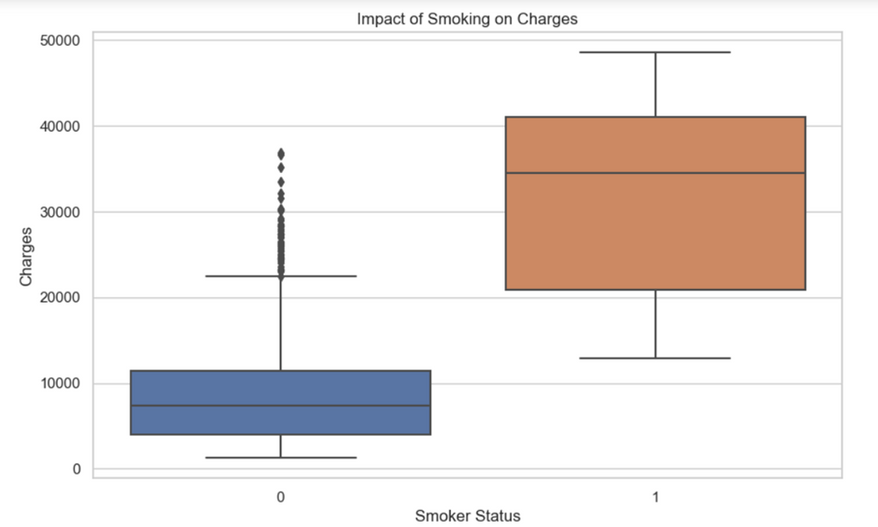 Impact of Smoking on Charges
50000
40000
30000
20000
10000
0
Charges
0 1
Smoker Status